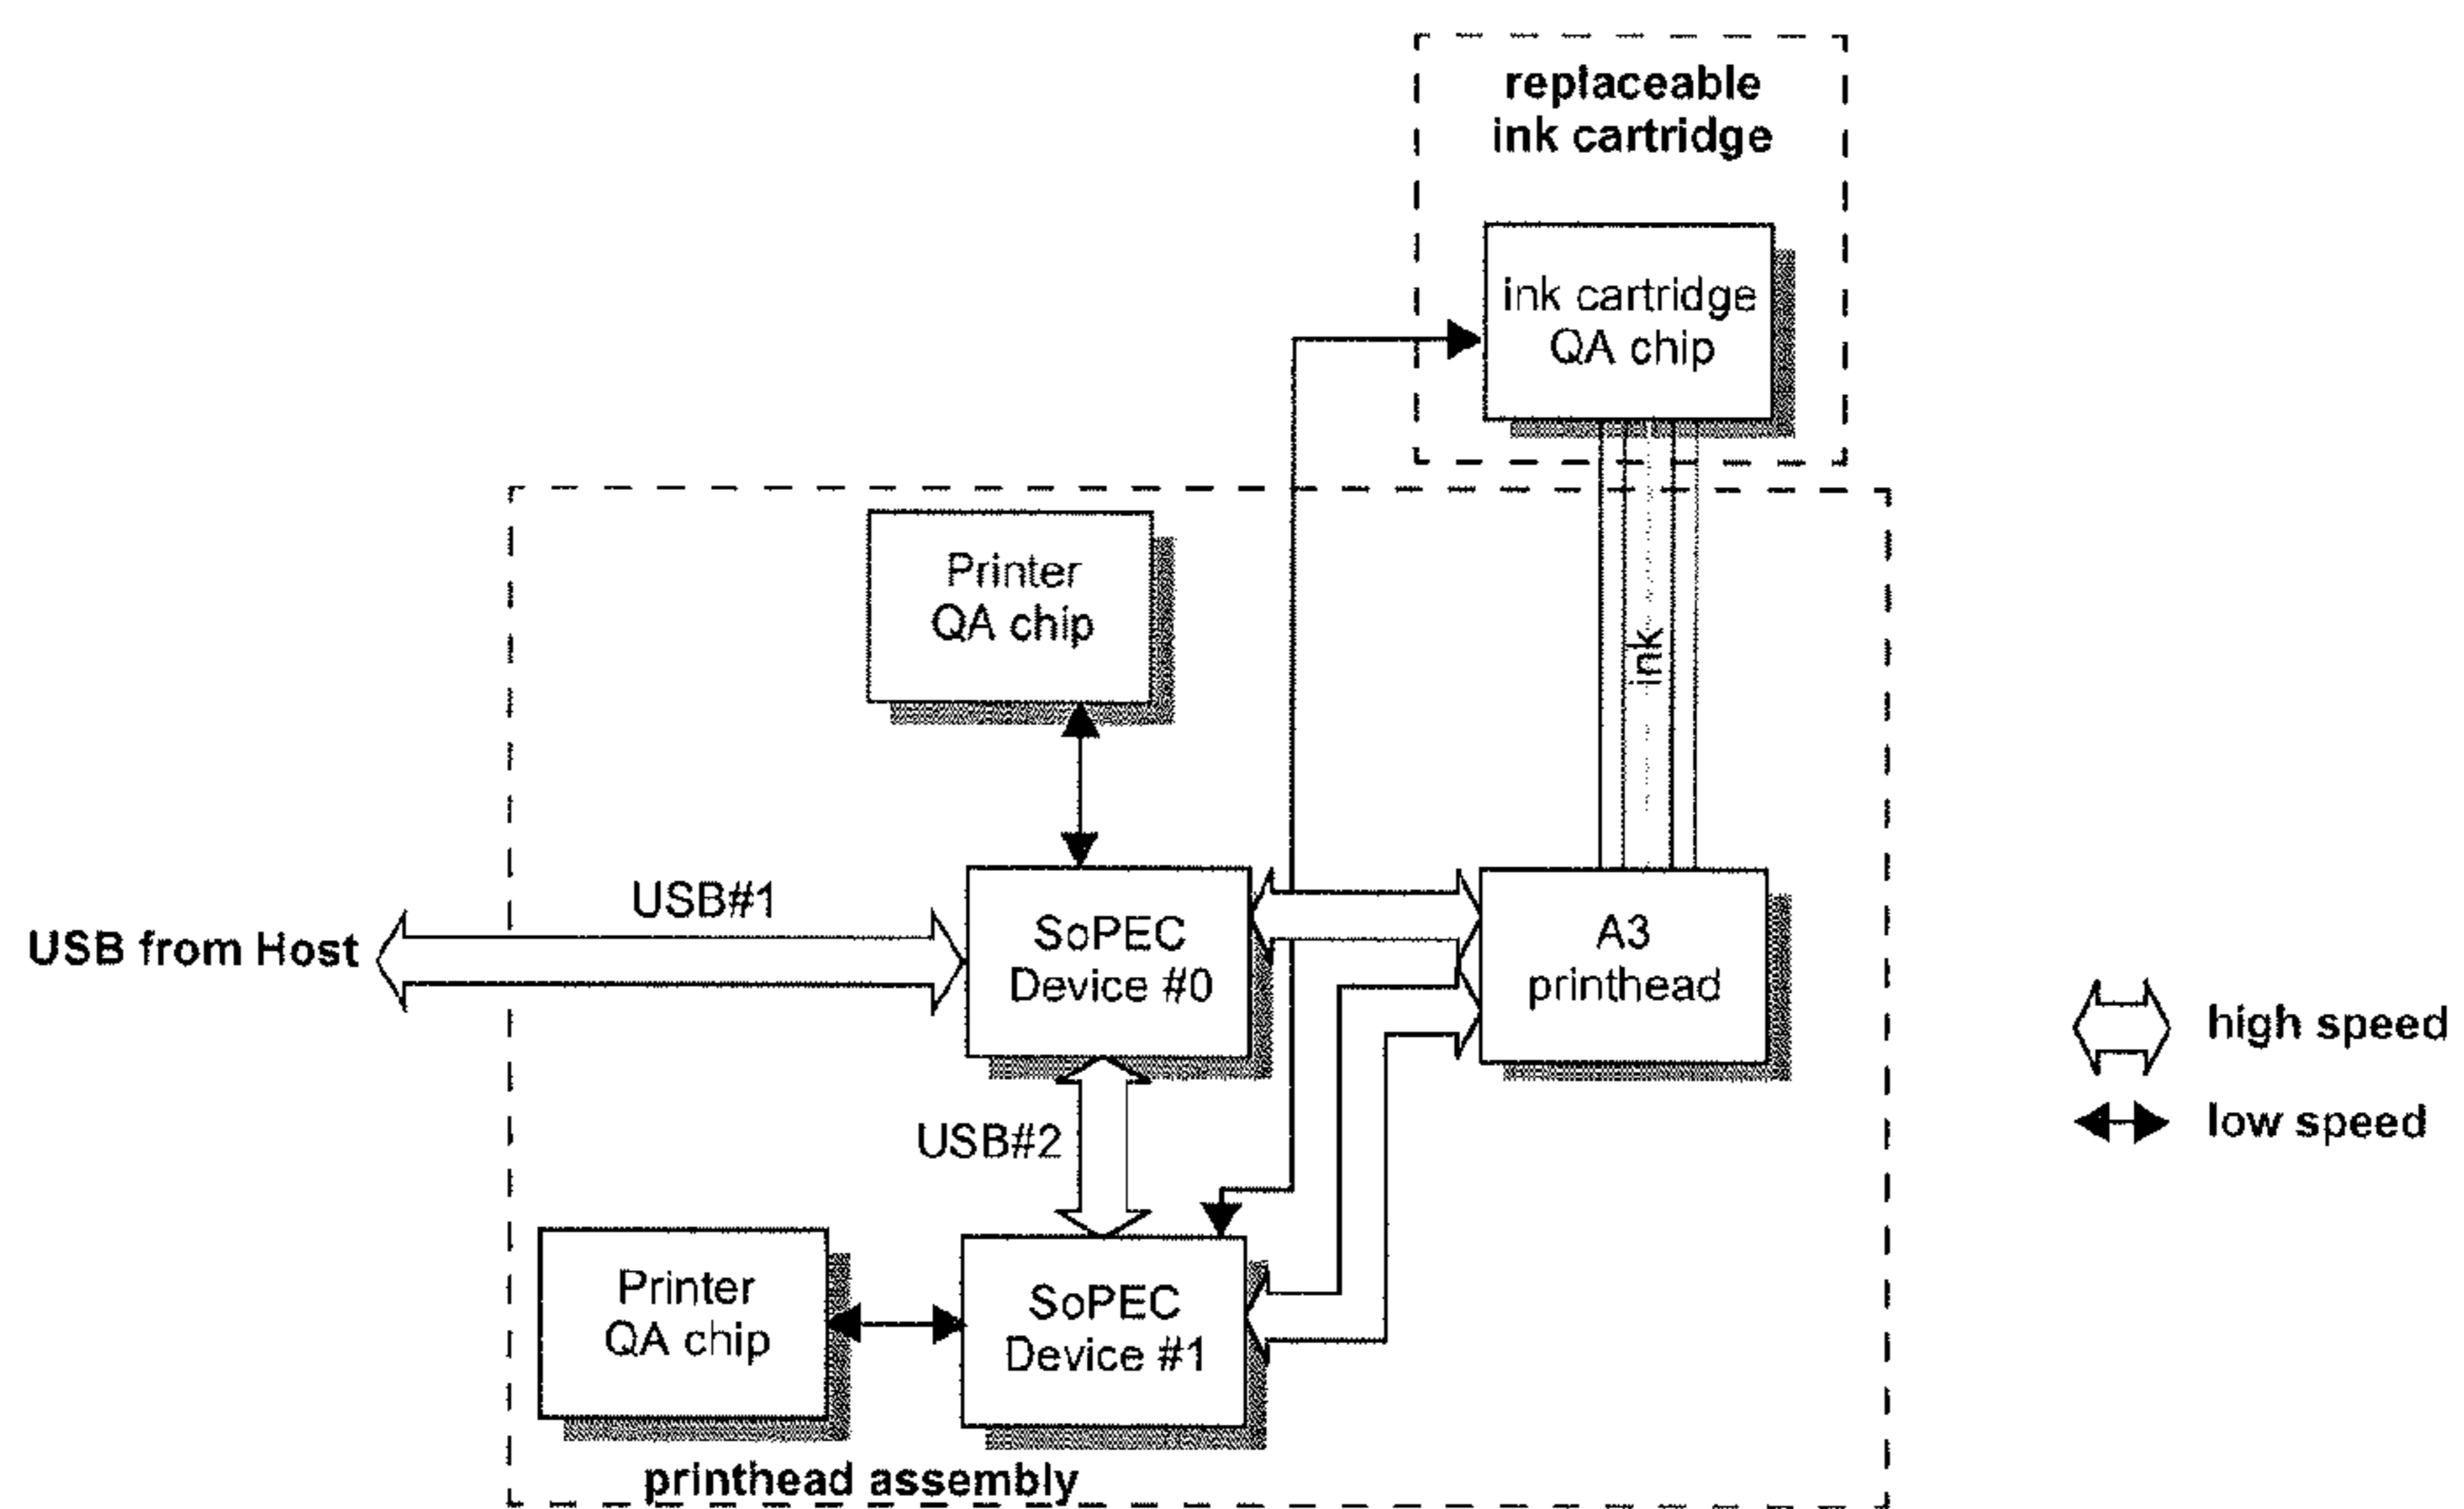 replaceable
ink cartridge
ink cartridge
QA chip
Printer
QA chip
ink
USB#1
USB from Host
SoPEC
Device #0
A3
printhead
high speed
low speed
USB#2
Printer
QA chip
SoPEC
Device #1
printhead assembly